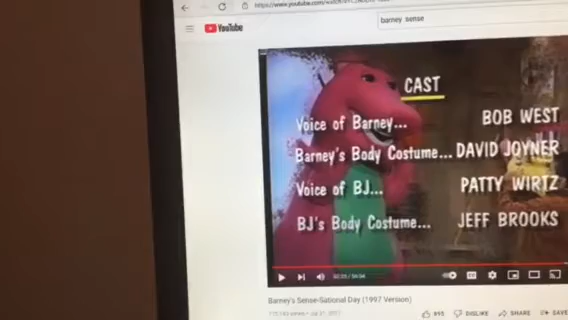 YouTube
barney sense
CAST
Voice of Barney... BOB WEST
Barney's Body Costume... DAVID JOYNER
Voice of BJ... PATTY WIRTZ
BJ's Body Costume... JEFF BROOKS
Barney's Sense-Sational Day (1997 Version)
DISLIKE SHARE SAVE